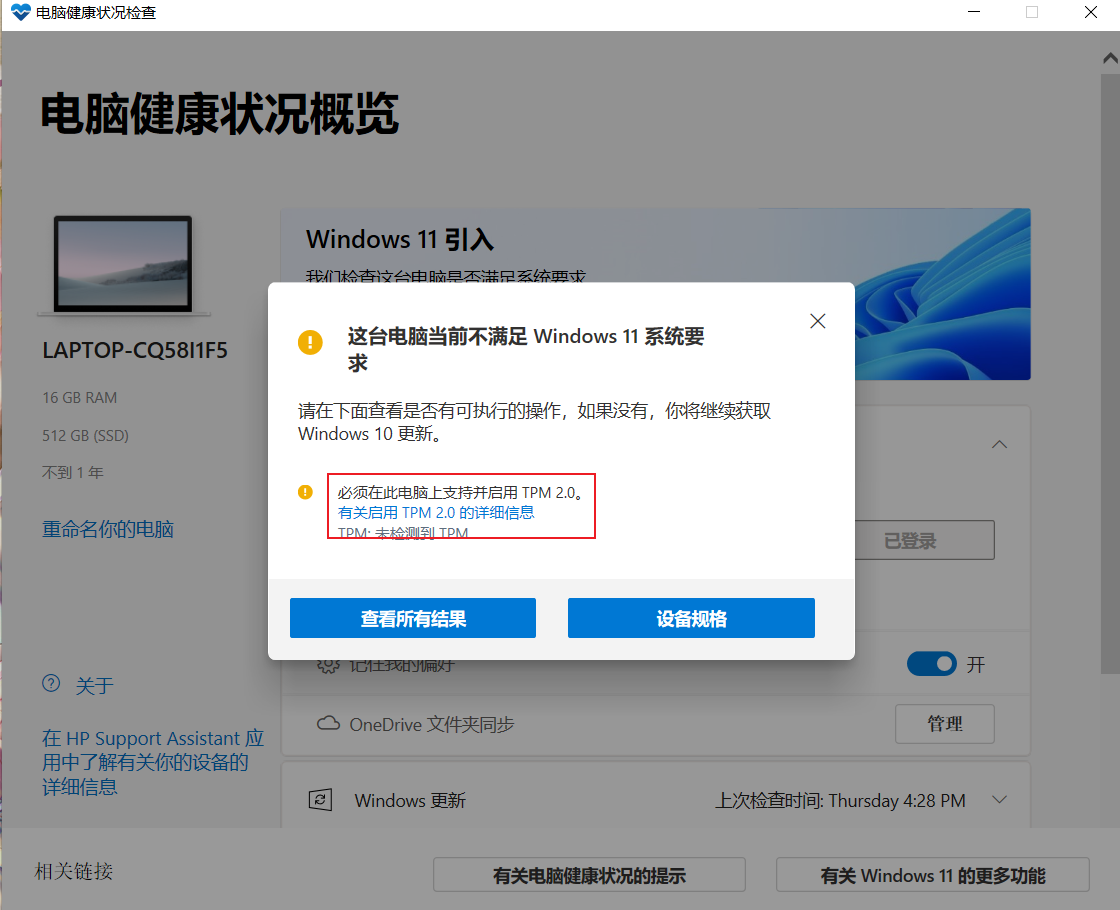 电脑健康状况检查
电脑健康状况概览
Windows 11 引入
我们检查这台电脑是否满足系统要求
LAPTOP-CQ58I1F5
16 GB RAM
512 GB (SSD)
不到 1 年
重命名你的电脑
这台电脑当前不满足 Windows 11 系统要
求
请在下面查看是否有可执行的操作，如果没有，你将继续获取
Windows 10 更新。
必须在此电脑上支持并启用 TPM 2.0。
有关启用 TPM 2.0 的详细信息
TPM: 未检测到 TPM
查看所有结果
设备规格
已登录
记住我的偏好
开
OneDrive 文件夹同步
管理
关于
在 HP Support Assistant 应
用中了解有关你的设备的
详细信息
Windows 更新
上次检查时间: Thursday 4:28 PM
相关链接
有关电脑健康状况的提示
有关 Windows 11 的更多功能